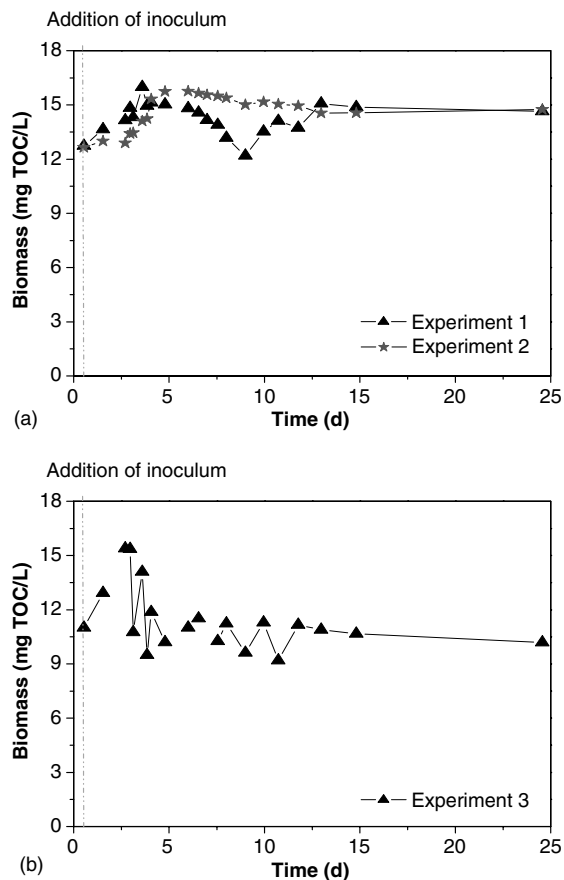 Addition of inoculum
18
15
12
9
6
3
0
Biomass (mg TOC/L)
Experiment 1
Experiment 2
0 5 10 15 20 25
(a)
Time (d)
Addition of inoculum
18
15
12
9
6
3
0
Biomass (mg TOC/L)
Experiment 3
0 5 10 15 20 25
(b)
Time (d)